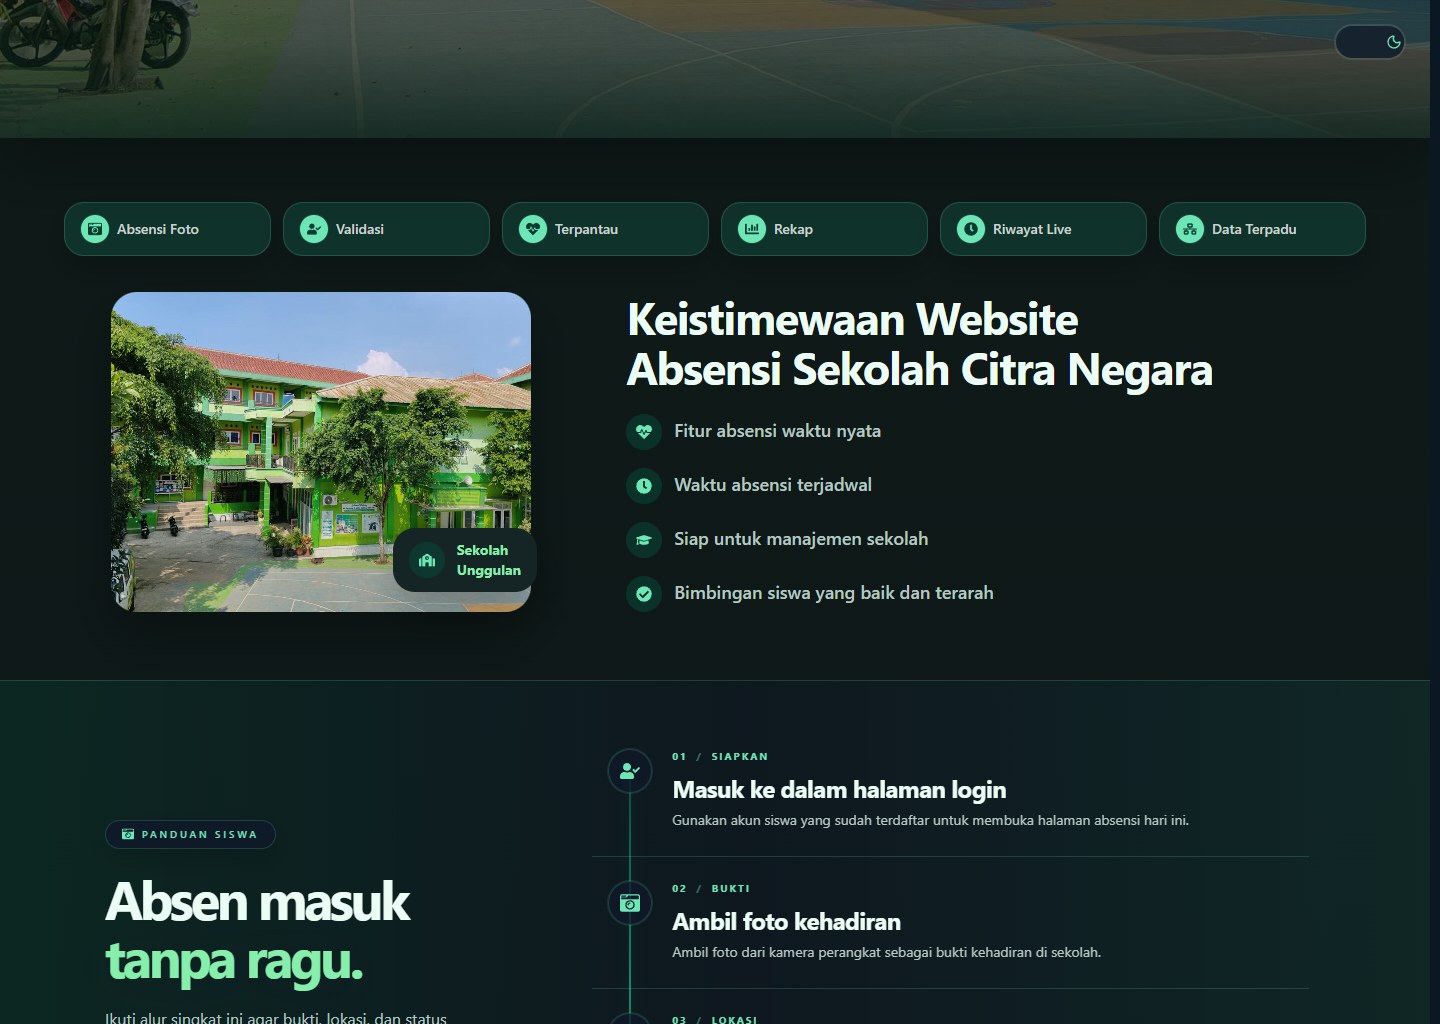 Absensi Foto
Validasi
Terpantau
Rekap
Riwayat Live
Data Terpadu
Sekolah
Unggulan
Keistimewaan Website
Absensi Sekolah Citra Negara
Fitur absensi waktu nyata
Waktu absensi terjadwal
Siap untuk manajemen sekolah
Bimbingan siswa yang baik dan terarah
PANDUAN SISWA
Absen masuk
tanpa ragu.
Ikuti alur singkat ini agar bukti, lokasi, dan status
01 / SIAPKAN
Masuk ke dalam halaman login
Gunakan akun siswa yang sudah terdaftar untuk membuka halaman absensi hari ini.
02 / BUKTI
Ambil foto kehadiran
Ambil foto dari kamera perangkat sebagai bukti kehadiran di sekolah.
03 / LOKASI